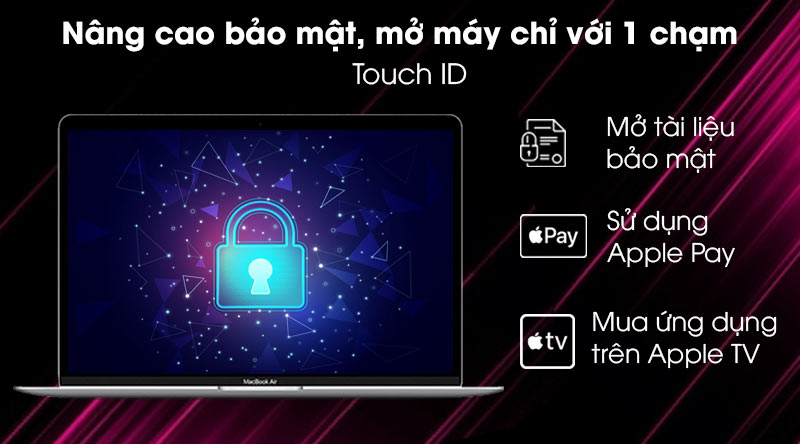 Nâng cao bảo mật, mở máy chỉ với 1 chạm
Touch ID
Mở tài liệu
bảo mật
Pay
Sử dụng
Apple Pay
tv
Mua ứng dụng
trên Apple TV
MacBook Air